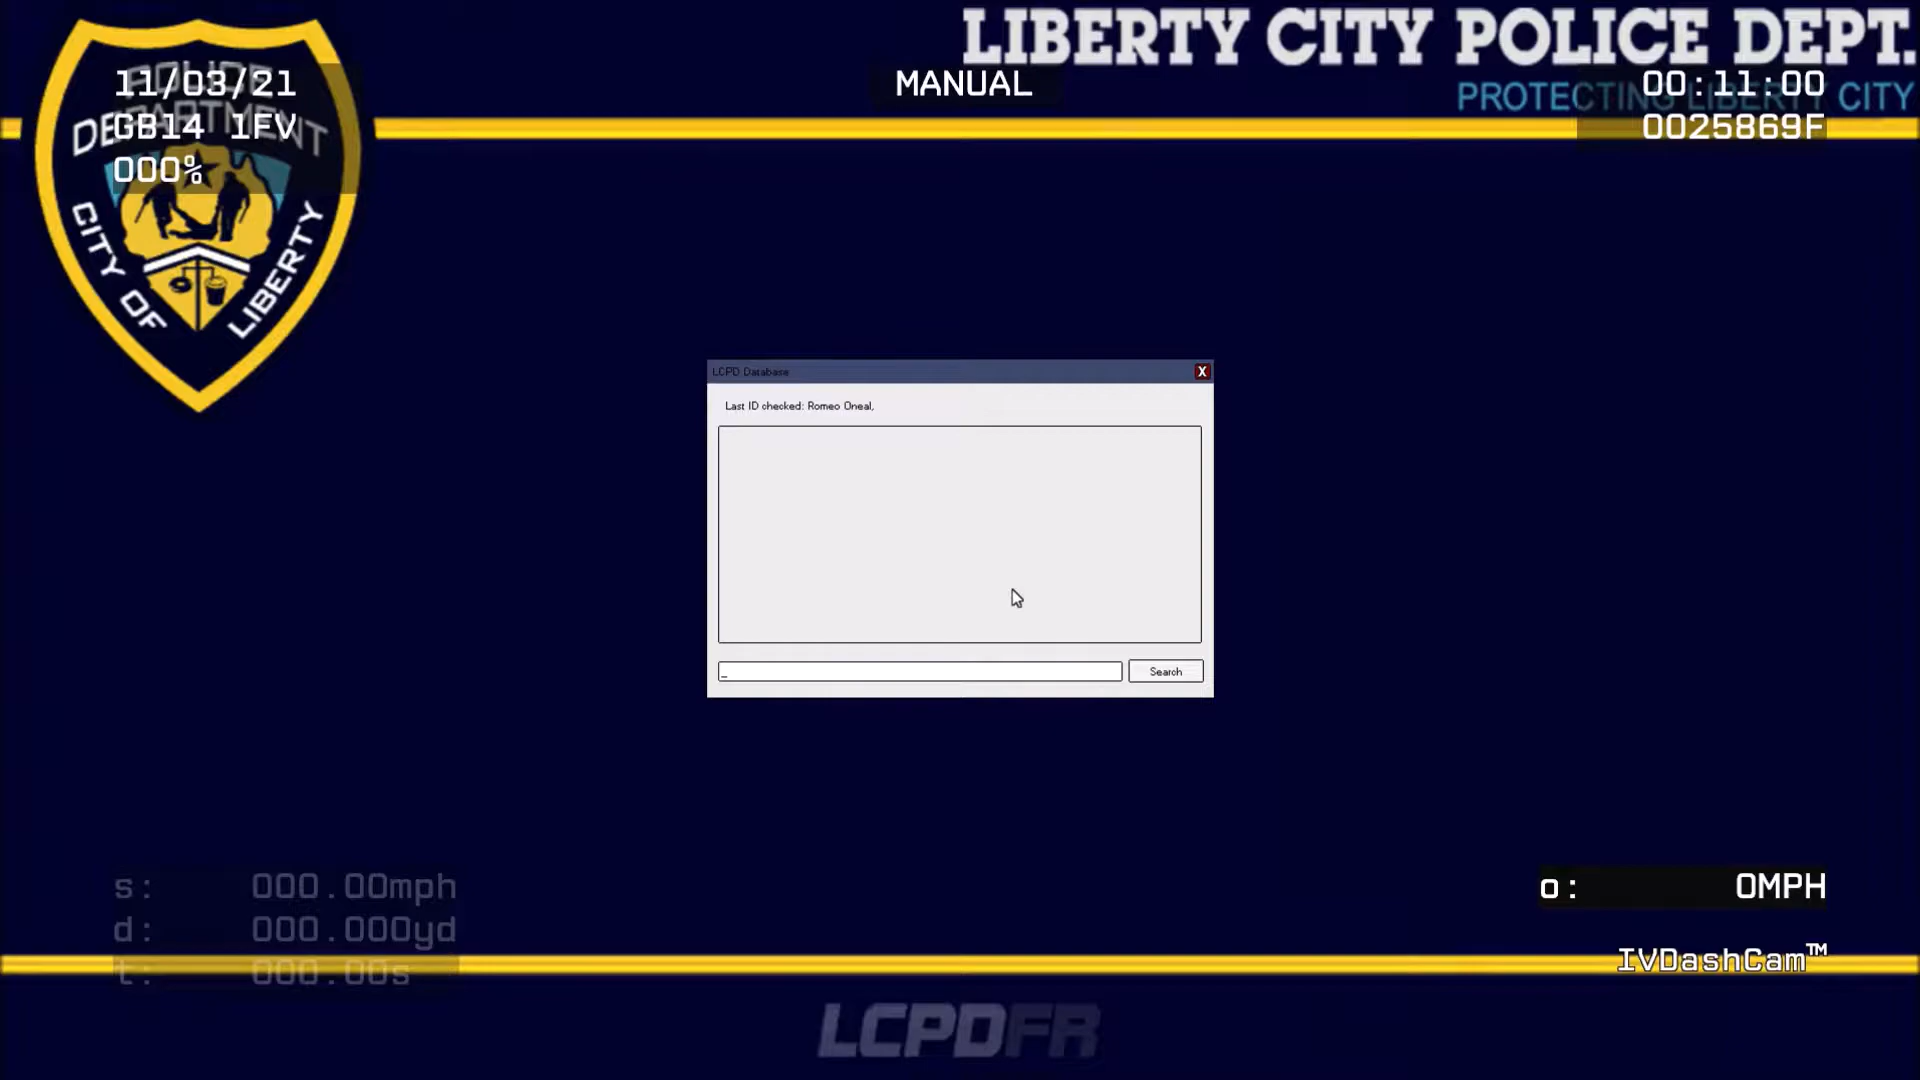 LIBERTY CITY POLICE DEPT.
PROTECTING LIBERTY CITY
POLICE
DEPARTMENT
CITY OF LIBERTY
11/03/21
GB14 1FV
000%
MANUAL
00:11:00
0025869F
LCPD Database
X
Last ID checked: Romeo Oneal,
_
Search
s: 000.00mph
d: 000.000yd
t: 000.00s
o: 0MPH
IVDashCam™
LCPDFR